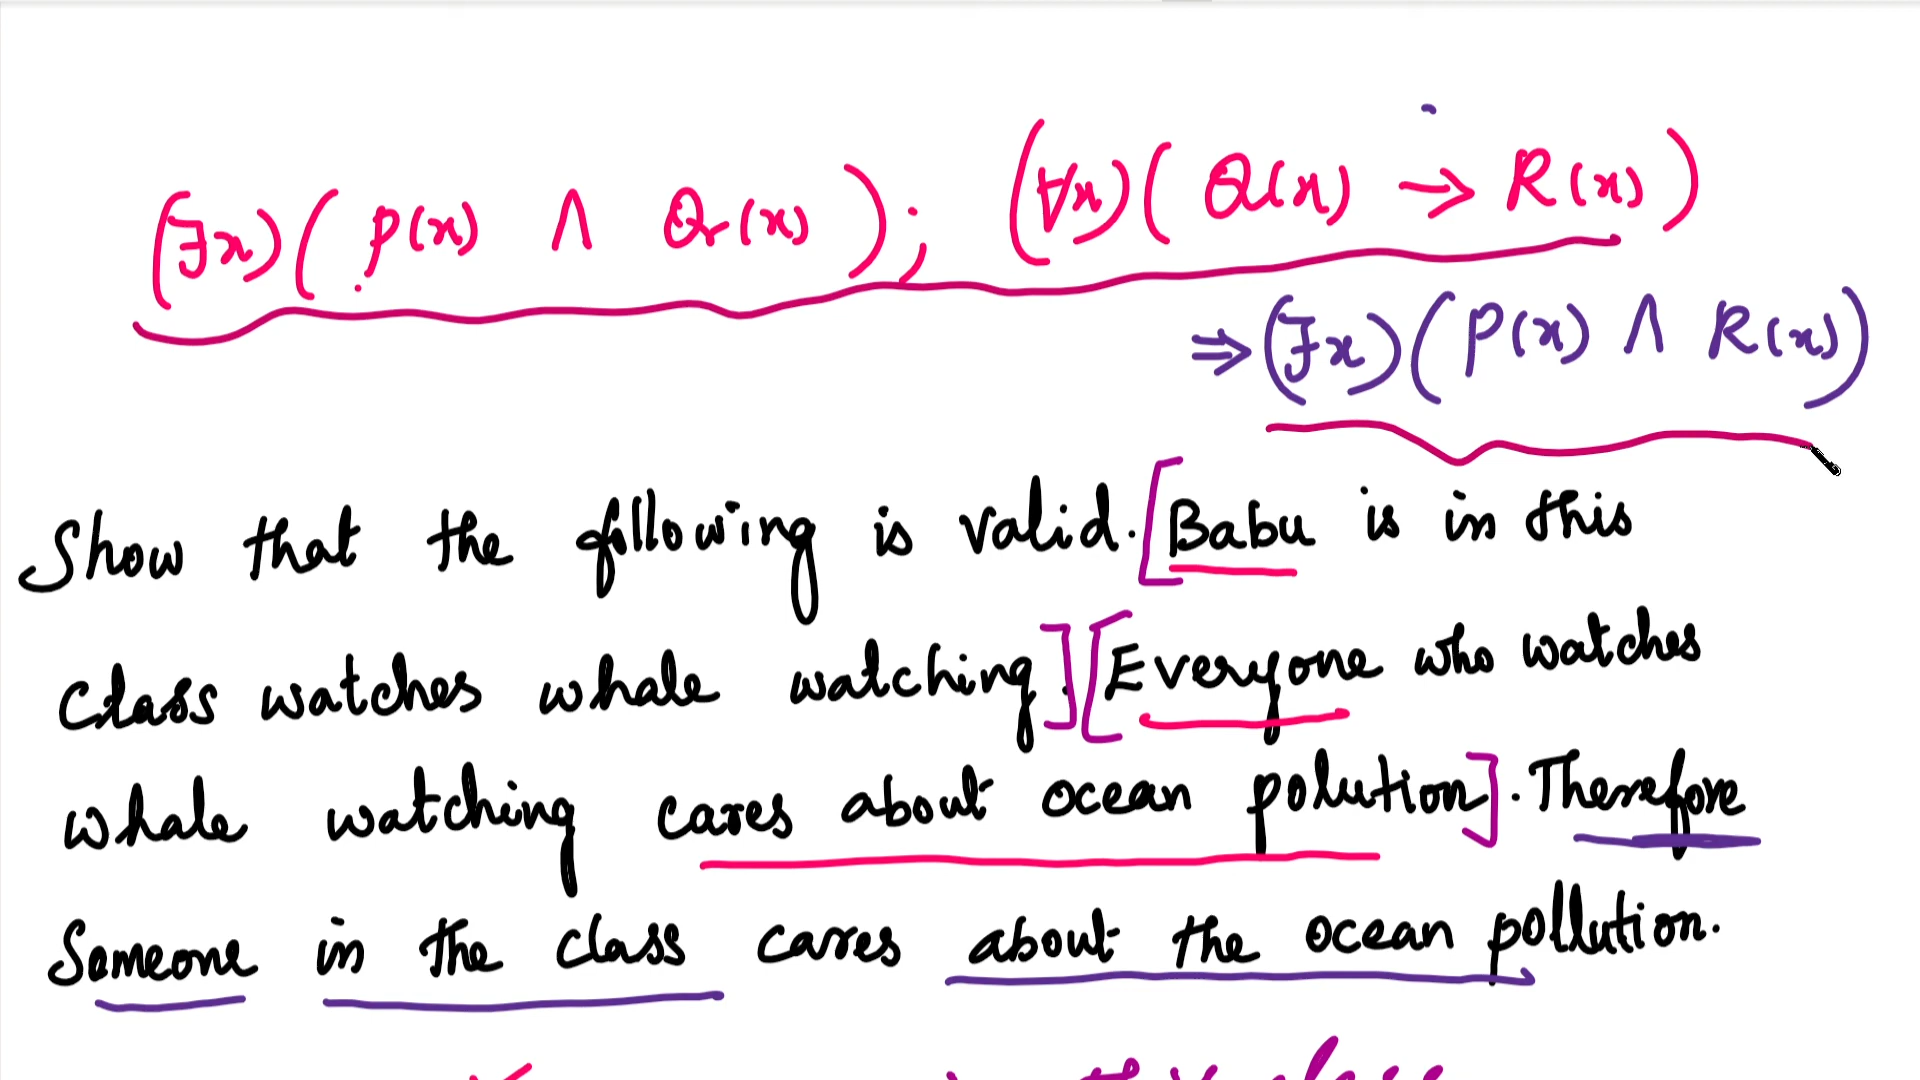 (∃x)( P(x) ∧ Q(x) ); (∀x)( Q(x) → R(x) )
⇒ (∃x)( P(x) ∧ R(x) )
Show that the following is valid. [Babu is in this
class watches whale watching.] [Everyone who watches
whale watching cares about ocean polution]. Therefore
Someone in the class cares about the ocean pollution.